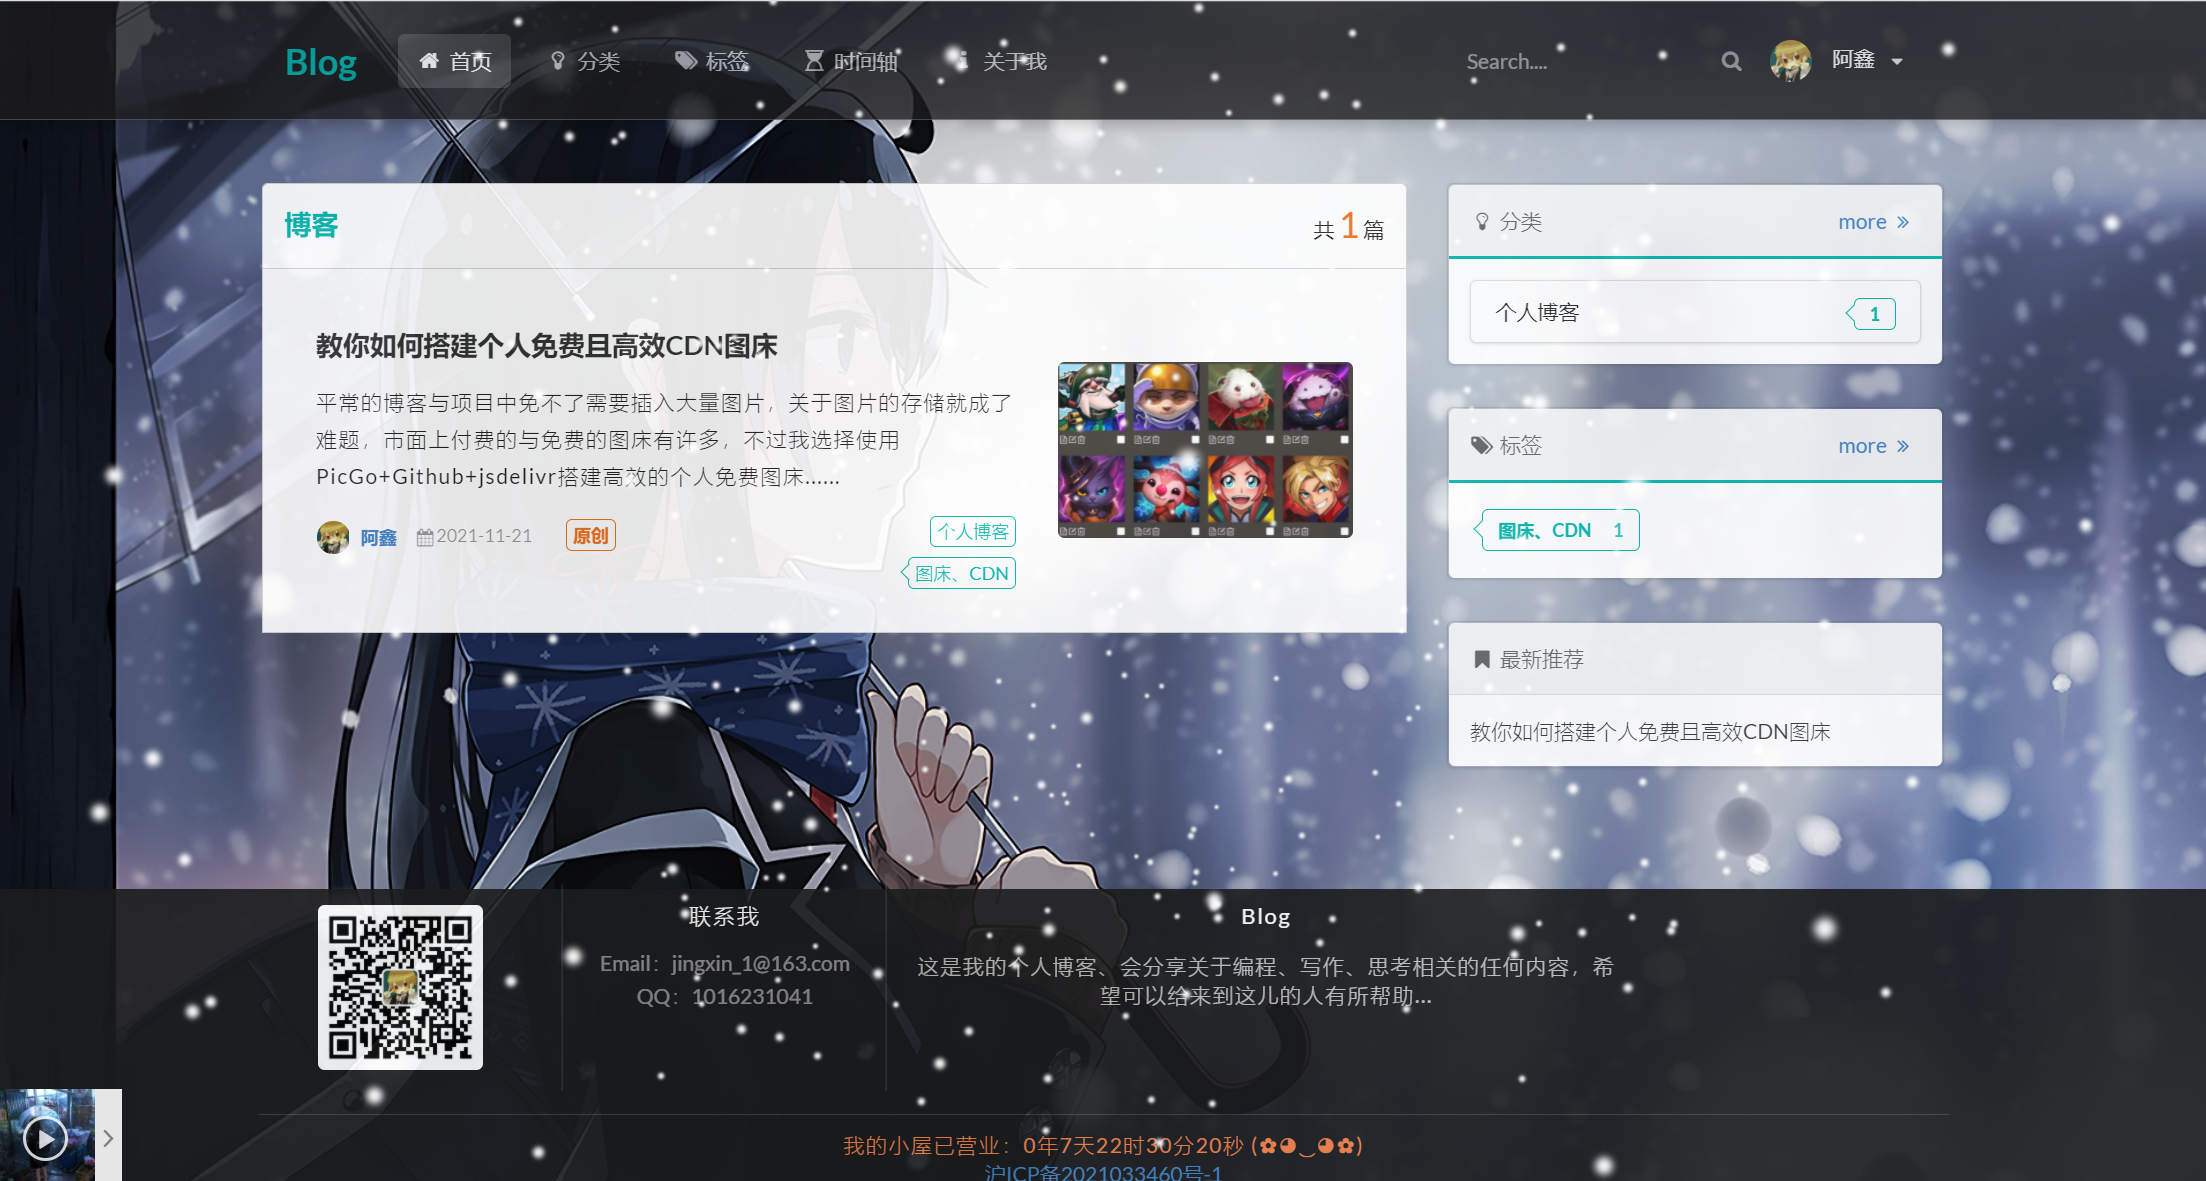 Blog
首页
分类
标签
时间轴
关于我
Search....
阿鑫
博客
共 1 篇
教你如何搭建个人免费且高效CDN图床
平常的博客与项目中免不了需要插入大量图片，关于图片的存储就成了
难题，市面上付费的与免费的图床有许多，不过我选择使用
PicGo+Github+jsdelivr搭建高效的个人免费图床......
阿鑫
2021-11-21
原创
个人博客
图床、CDN
分类
more
个人博客
1
标签
more
图床、CDN 1
最新推荐
教你如何搭建个人免费且高效CDN图床
联系我
Email：jingxin_1@163.com
QQ：1016231041
Blog
这是我的个人博客、会分享关于编程、写作、思考相关的任何内容，希
望可以给来到这儿的人有所帮助...
我的小屋已营业：0年7天22时30分20秒 (✿◕‿◕✿)
沪ICP备2021033460号-1